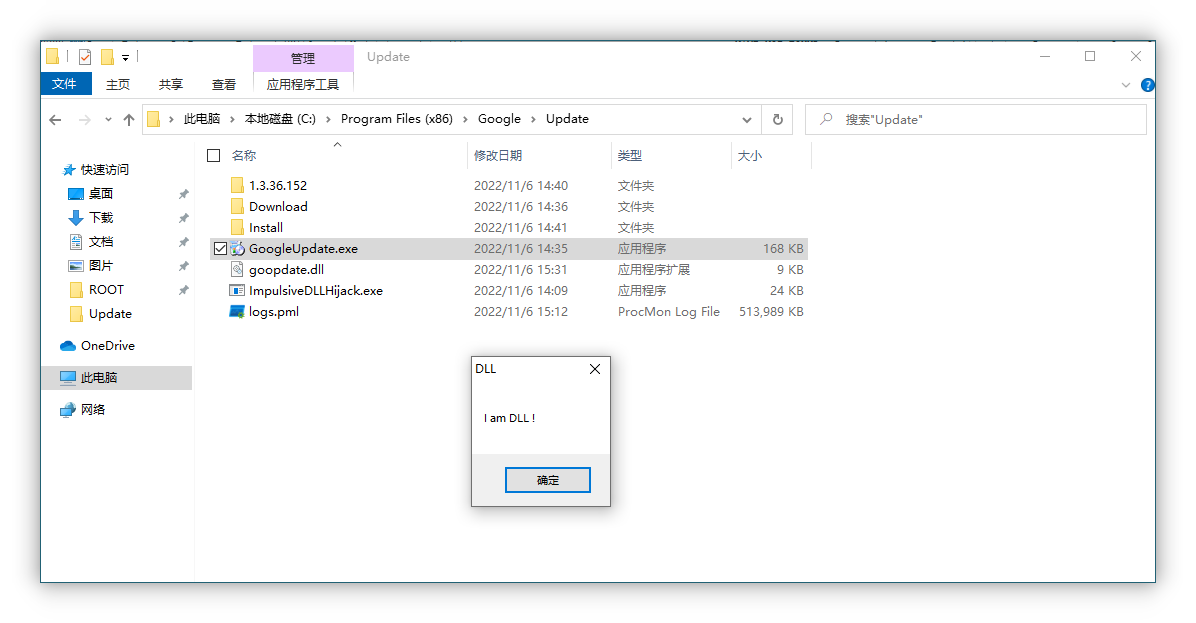 管理 Update
文件 主页 共享 查看 应用程序工具
此电脑 › 本地磁盘 (C:) › Program Files (x86) › Google › Update
搜索"Update"
名称 修改日期 类型 大小
快速访问
桌面
下载
文档
图片
ROOT
Update
OneDrive
此电脑
网络
1.3.36.152 2022/11/6 14:40 文件夹
Download 2022/11/6 14:36 文件夹
Install 2022/11/6 14:41 文件夹
GoogleUpdate.exe 2022/11/6 14:35 应用程序 168 KB
goopdate.dll 2022/11/6 15:31 应用程序扩展 9 KB
ImpulsiveDLLHijack.exe 2022/11/6 14:09 应用程序 24 KB
logs.pml 2022/11/6 15:12 ProcMon Log File 513,989 KB
DLL
I am DLL !
确定